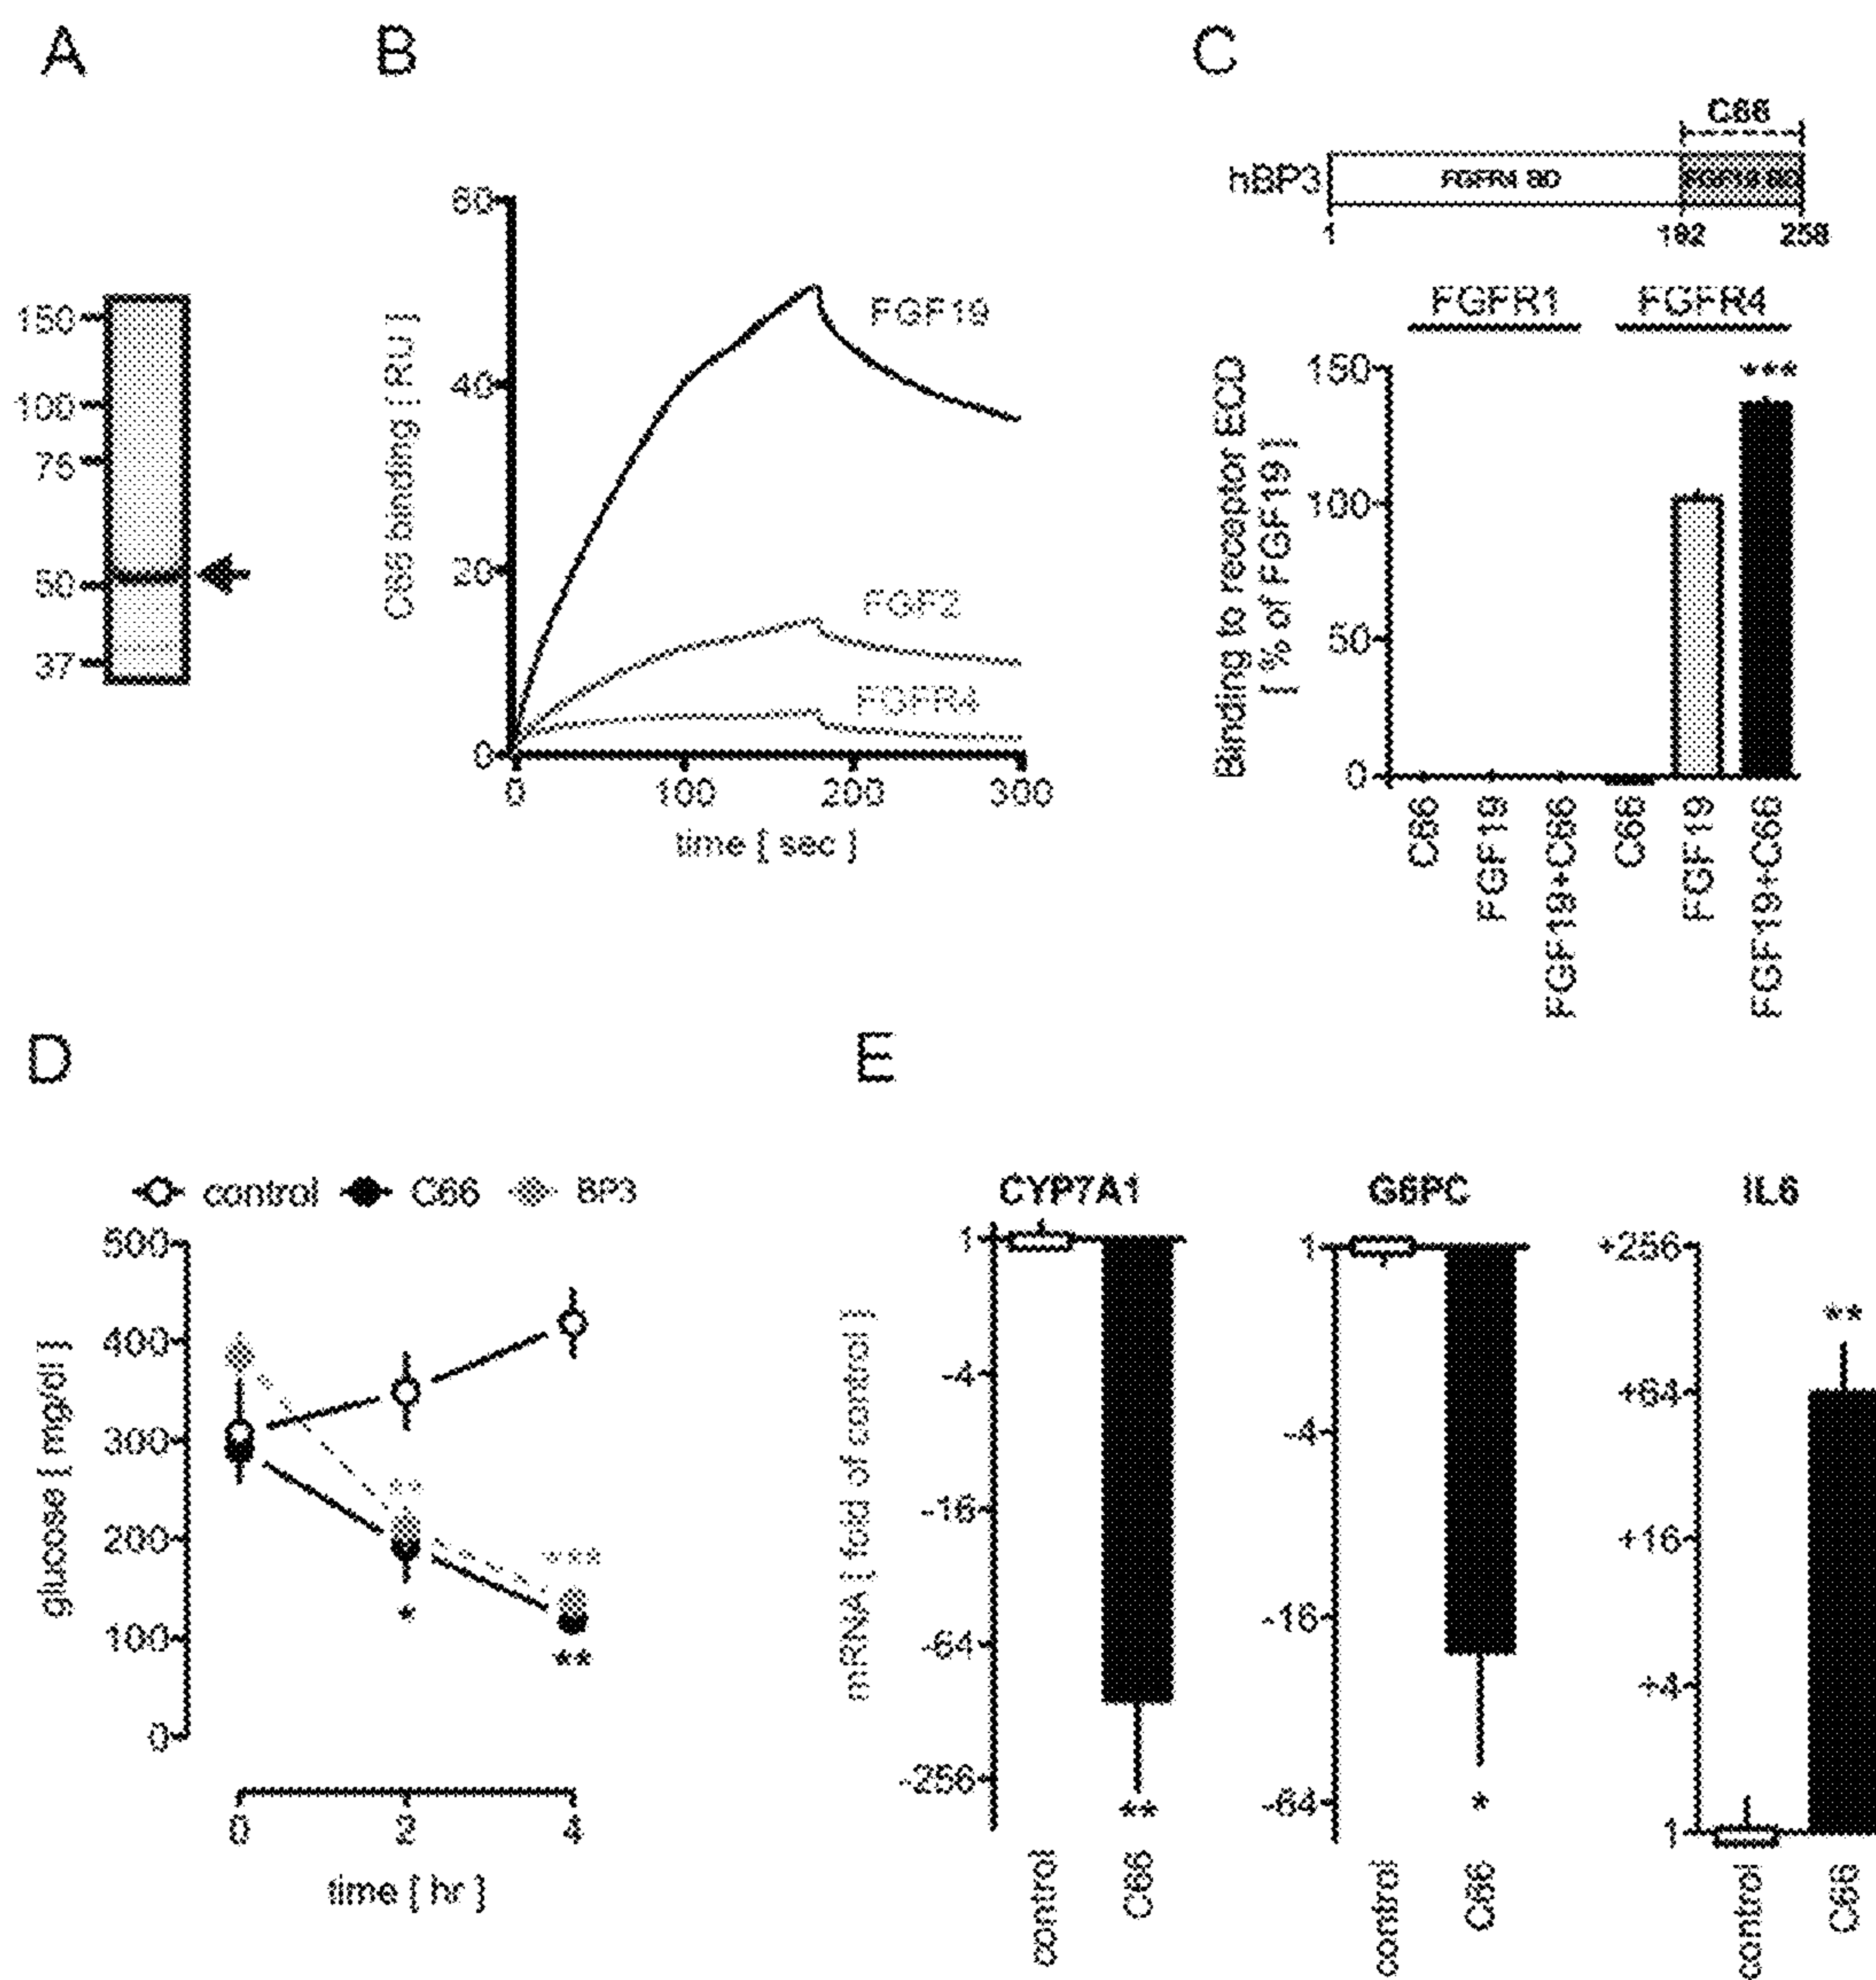 A
150
100
75
50
37
B
60
40
20
0
C66 binding [ RU ]
FGF19
FGF2
FGFR4
0 100 200 300
time [ sec ]
C
C66
hBP3
FGFR4 BD
1 192 258
FGFR1 FGFR4
Binding to receptor ECD
[ % of FGF19 ]
150
100
50
0
***
C66
FGF19
FGF19+C66
C66
FGF19
FGF19+C66
D
control C66 BP3
glucose [ mg/dl ]
500
400
300
200
100
0
**
*
***
**
0 2 4
time [ hr ]
E
mRNA [ fold of control ]
CYP7A1
1
-4
-16
-64
-256
**
control
C66
G6PC
1
-4
-16
-64
*
control
C66
IL6
+256
+64
+16
+4
1
**
control
C66